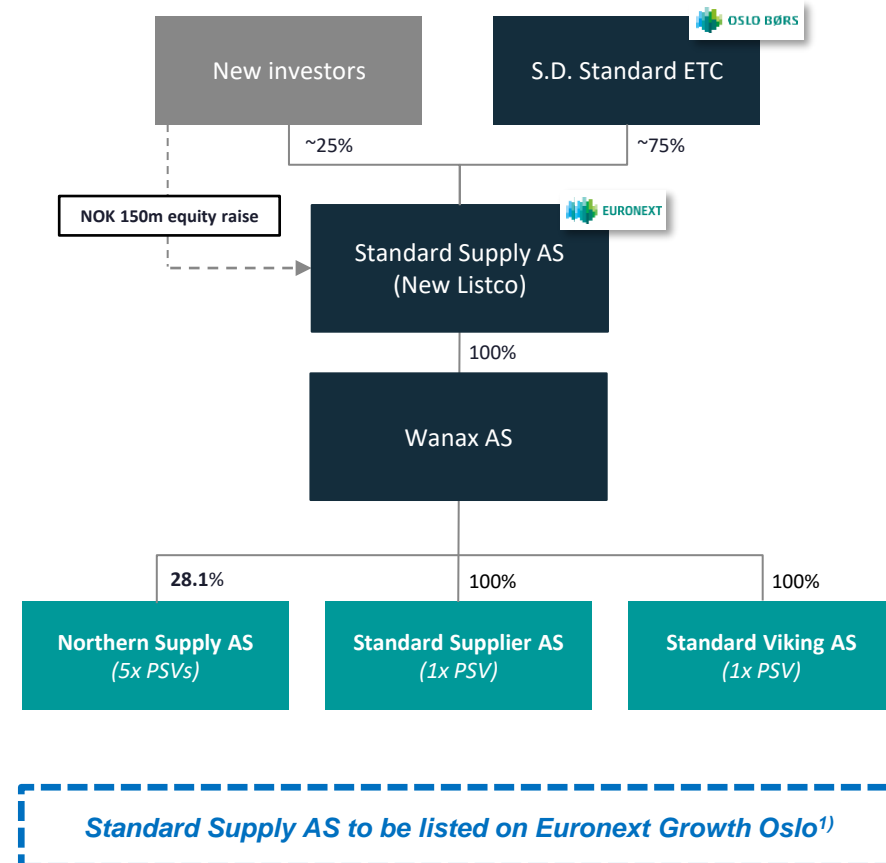 OSLO BØRS
New investors
S.D. Standard ETC
~25%
~75%
NOK 150m equity raise
EURONEXT
Standard Supply AS
(New Listco)
100%
Wanax AS
28.1%
100%
100%
Northern Supply AS
(5x PSVs)
Standard Supplier AS
(1x PSV)
Standard Viking AS
(1x PSV)
Standard Supply AS to be listed on Euronext Growth Oslo1)